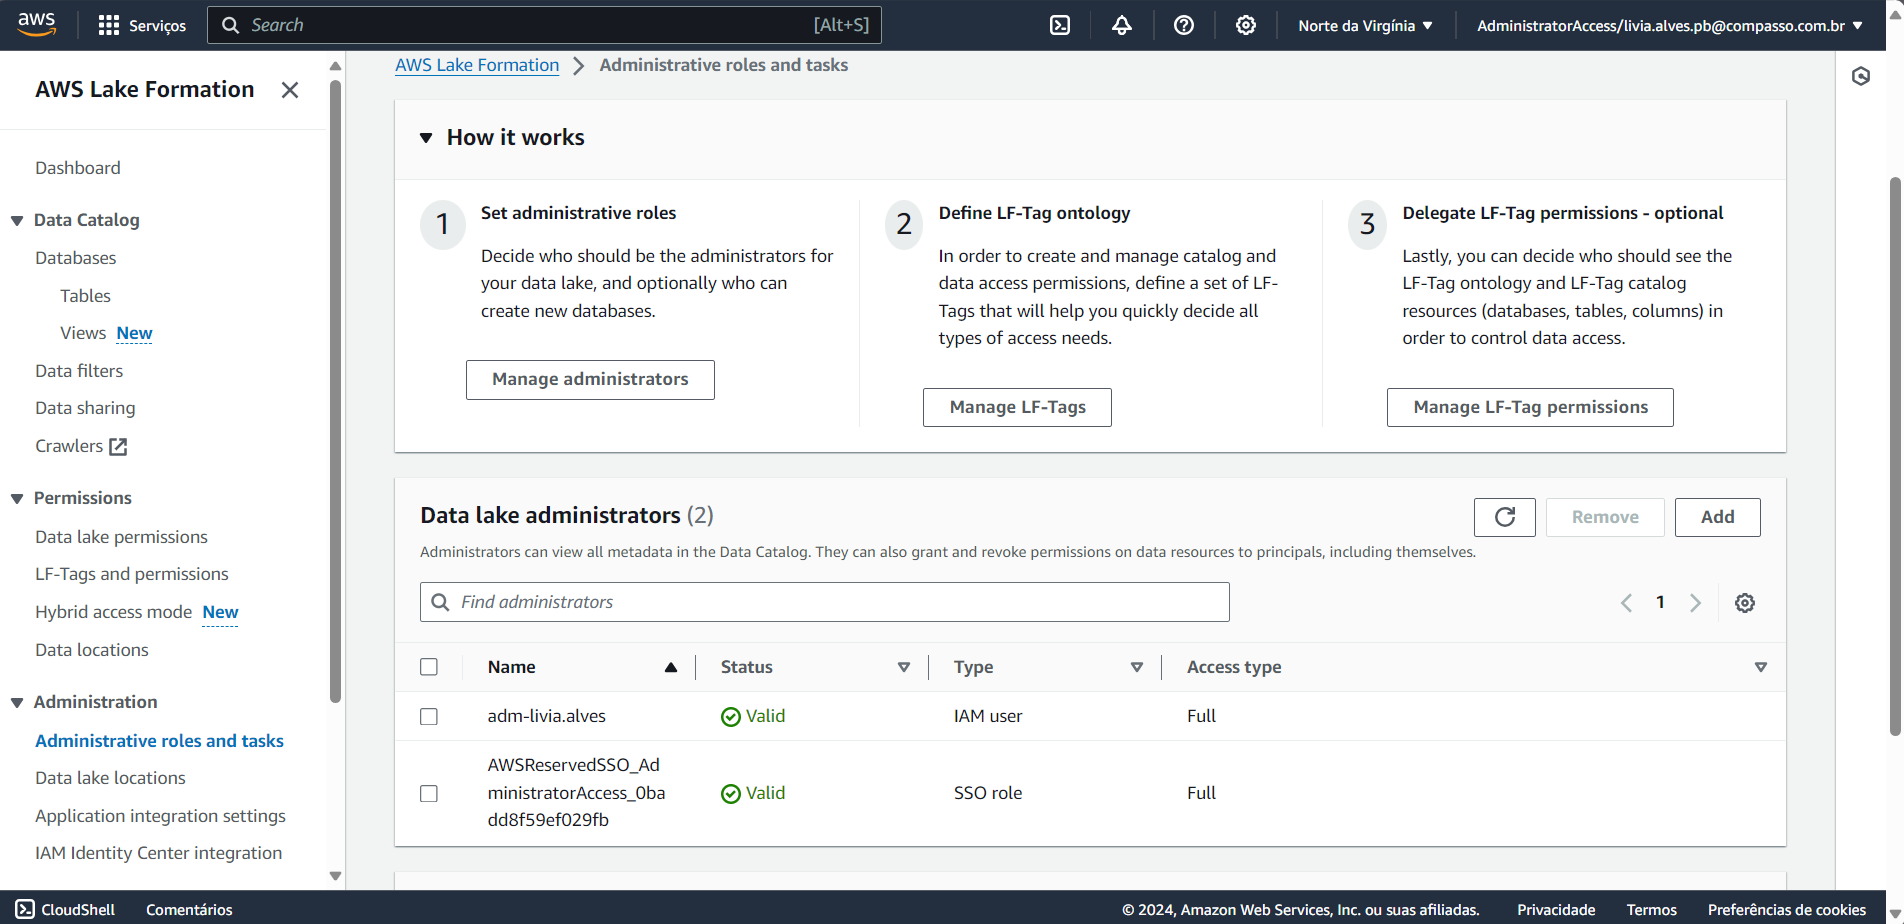 aws
Serviços
Search
[Alt+S]
Norte da Virgínia
AdministratorAccess/livia.alves.pb@compasso.com.br
AWS Lake Formation
Dashboard
Data Catalog
Databases
Tables
Views New
Data filters
Data sharing
Crawlers
Permissions
Data lake permissions
LF-Tags and permissions
Hybrid access mode New
Data locations
Administration
Administrative roles and tasks
Data lake locations
Application integration settings
IAM Identity Center integration
AWS Lake Formation > Administrative roles and tasks
How it works
1
Set administrative roles
Decide who should be the administrators for
your data lake, and optionally who can
create new databases.
Manage administrators
2
Define LF-Tag ontology
In order to create and manage catalog and
data access permissions, define a set of LF-
Tags that will help you quickly decide all
types of access needs.
Manage LF-Tags
3
Delegate LF-Tag permissions - optional
Lastly, you can decide who should see the
LF-Tag ontology and LF-Tag catalog
resources (databases, tables, columns) in
order to control data access.
Manage LF-Tag permissions
Data lake administrators (2)
Remove
Add
Administrators can view all metadata in the Data Catalog. They can also grant and revoke permissions on data resources to principals, including themselves.
Find administrators
1
Name Status Type Access type
adm-livia.alves Valid IAM user Full
AWSReservedSSO_Ad
ministratorAccess_0ba
dd8f59ef029fb
Valid SSO role Full
CloudShell
Comentários
© 2024, Amazon Web Services, Inc. ou suas afiliadas.
Privacidade
Termos
Preferências de cookies